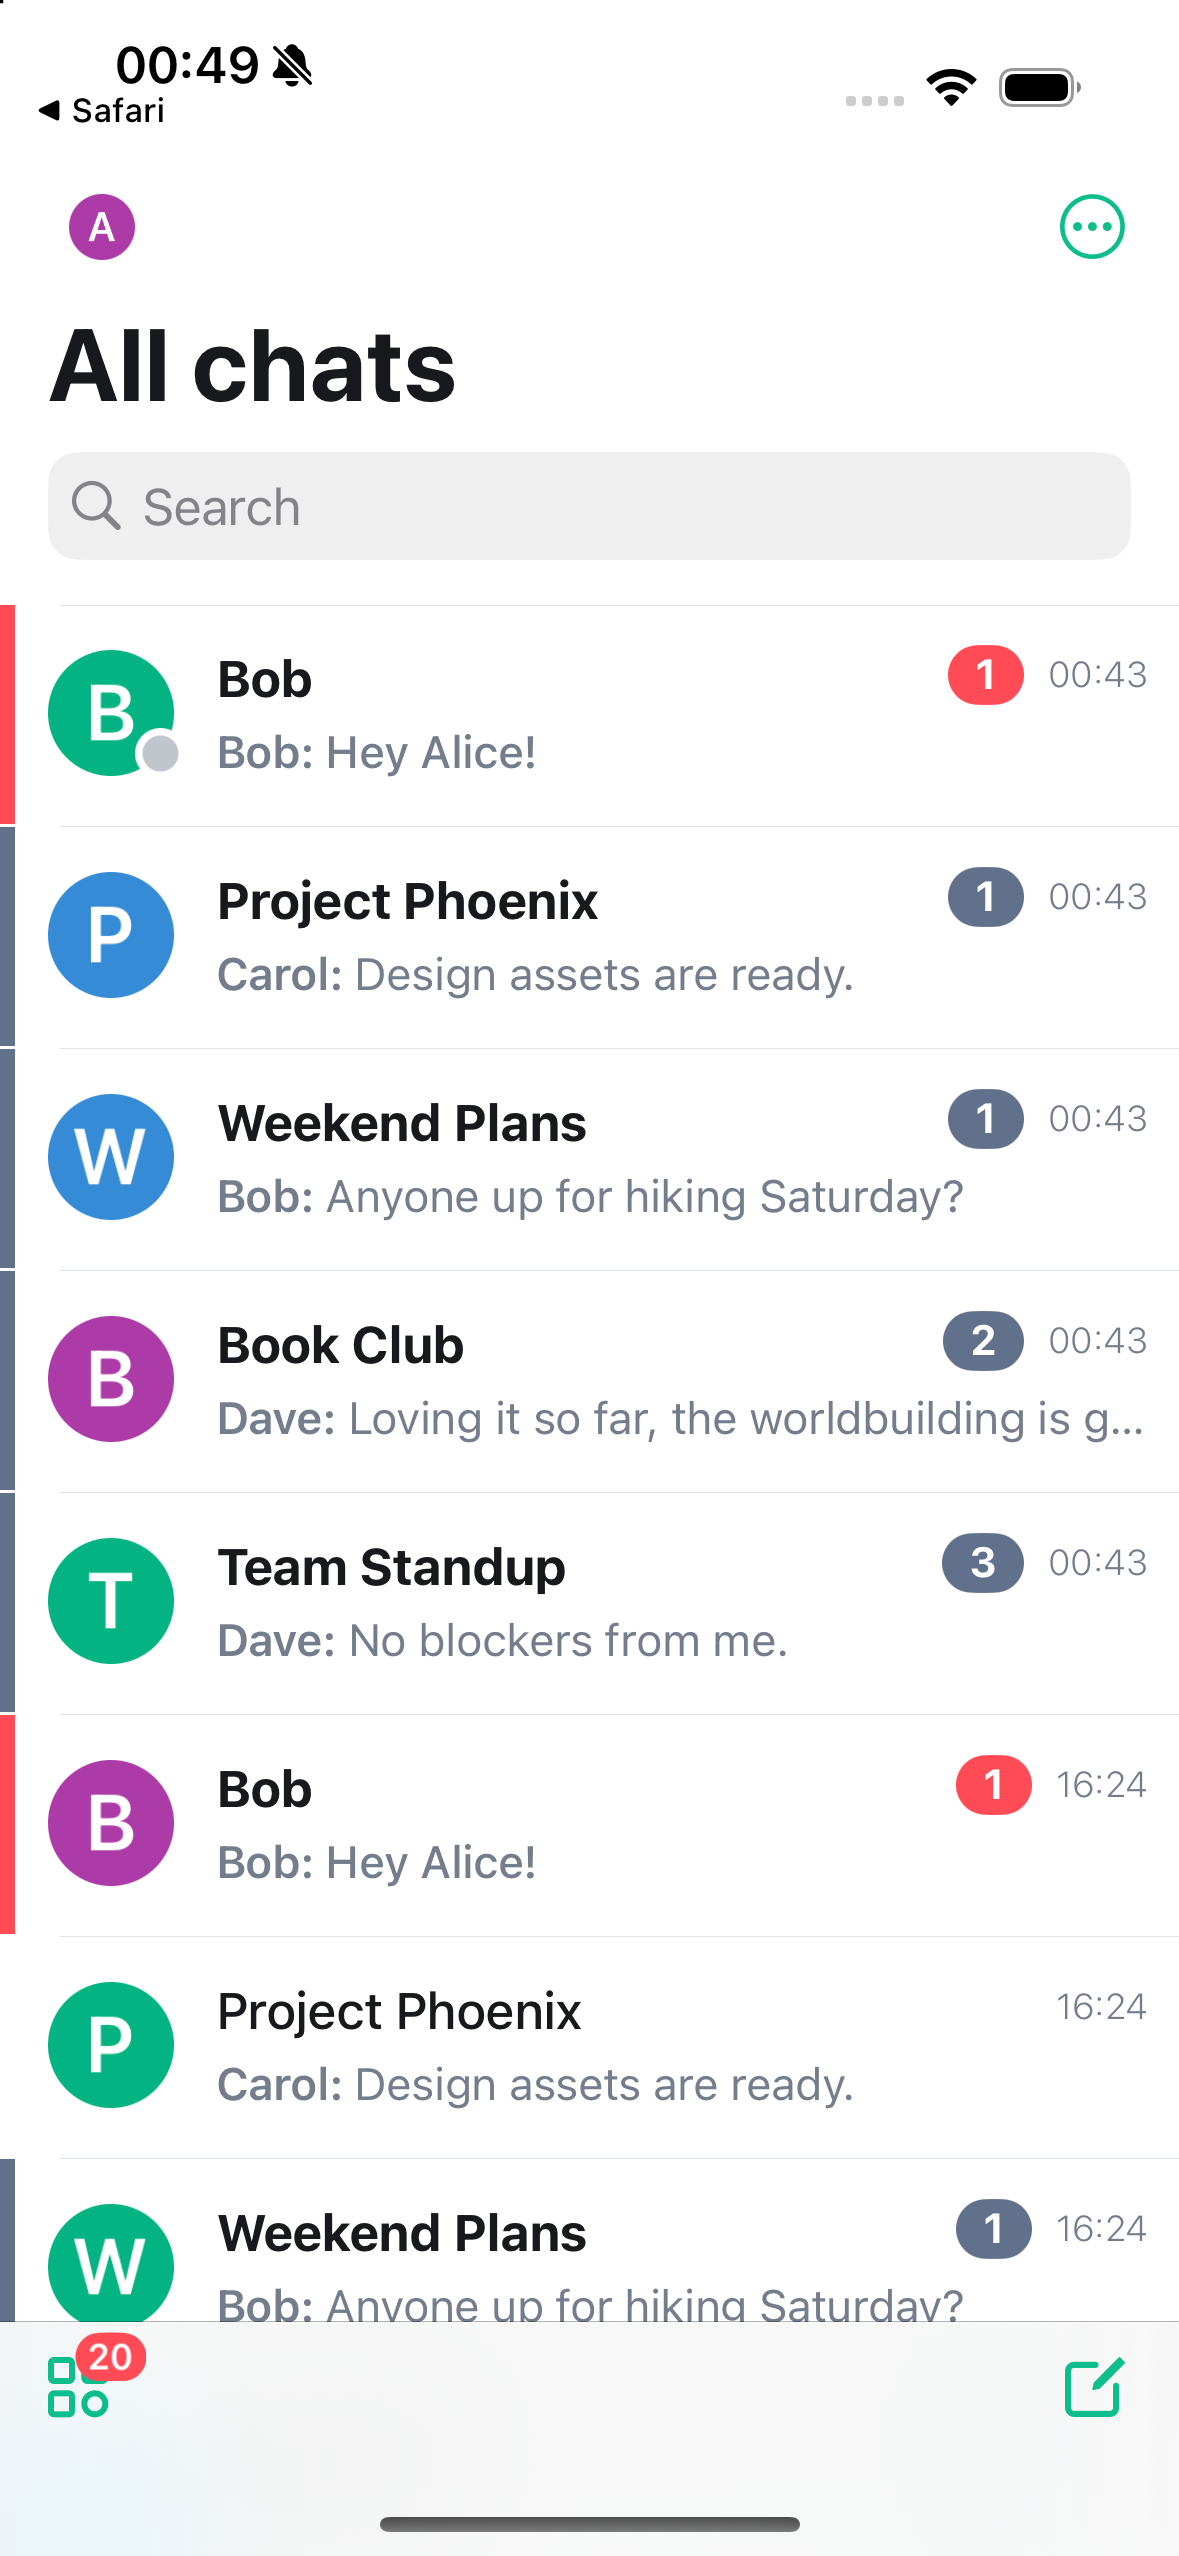 00:49
Safari
A
All chats
Search
B
Bob
1
00:43
Bob: Hey Alice!
P
Project Phoenix
1
00:43
Carol: Design assets are ready.
W
Weekend Plans
1
00:43
Bob: Anyone up for hiking Saturday?
B
Book Club
2
00:43
Dave: Loving it so far, the worldbuilding is g...
T
Team Standup
3
00:43
Dave: No blockers from me.
B
Bob
1
16:24
Bob: Hey Alice!
P
Project Phoenix
16:24
Carol: Design assets are ready.
W
Weekend Plans
1
16:24
Bob: Anyone up for hiking Saturday?
20